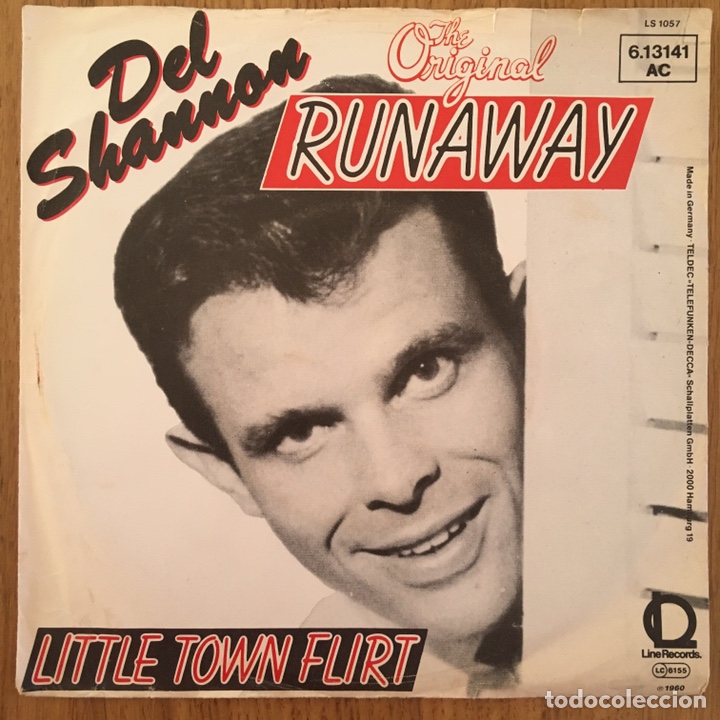 Del
Shannon
The
Original
RUNAWAY
LS 1057
6.13141
AC
Made in Germany · TELDEC »TELEFUNKEN-DECCA« Schallplatten GmbH · 2000 Hamburg 19
LITTLE TOWN FLIRT
Line Records.
LC 6155
℗ 1960
todocoleccion